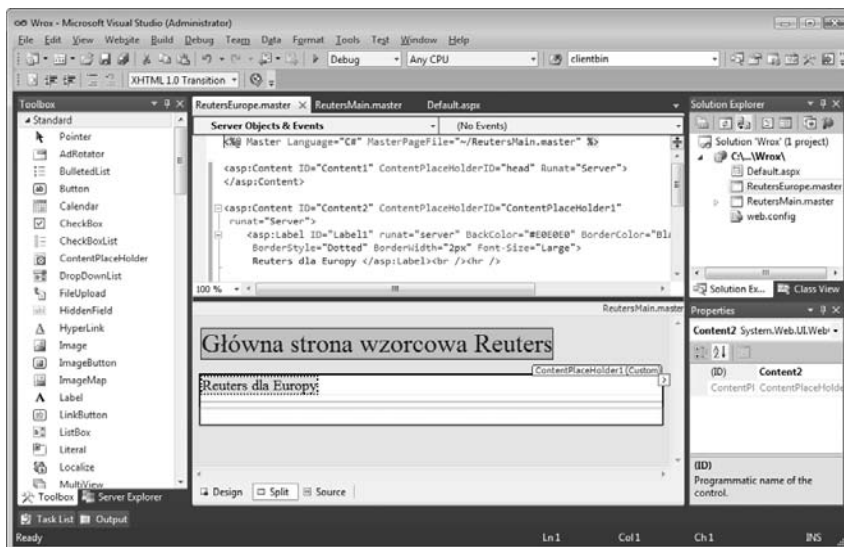 Wrox - Microsoft Visual Studio (Administrator)
File Edit View Website Build Debug Team Data Format Tools Test Window Help
Debug Any CPU clientbin
XHTML 1.0 Transition
Toolbox
Standard
Pointer
AdRotator
BulletedList
Button
Calendar
CheckBox
CheckBoxList
ContentPlaceHolder
DropDownList
FileUpload
HiddenField
HyperLink
Image
ImageButton
ImageMap
Label
LinkButton
ListBox
Literal
Localize
MultiView
Toolbox Server Explorer
ReutersEurope.master ReutersMain.master Default.aspx
Server Objects & Events (No Events)
<%@ Master Language="C#" MasterPageFile="~/ReutersMain.master" %>
<asp:Content ID="Content1" ContentPlaceHolderID="head" Runat="Server">
</asp:Content>
<asp:Content ID="Content2" ContentPlaceHolderID="ContentPlaceHolder1"
runat="Server">
<asp:Label ID="Label1" runat="server" BackColor="#E0E0E0" BorderColor="Bla
BorderStyle="Dotted" BorderWidth="2px" Font-Size="Large">
Reuters dla Europy </asp:Label><br /><hr />
100 %
ReutersMain.master
Główna strona wzorcowa Reuters
ContentPlaceHolder1 (Custom)
Reuters dla Europy
Design Split Source
Solution Explorer
Solution 'Wrox' (1 project)
C:\...\Wrox\
Default.aspx
ReutersEurope.master
ReutersMain.master
web.config
Solution Ex... Class View
Properties
Content2 System.Web.UI.Web
(ID) Content2
ContentPl ContentPlaceHolde
(ID)
Programmatic name of the
control.
Task List Output
Ready Ln 1 Col 1 Ch 1 INS